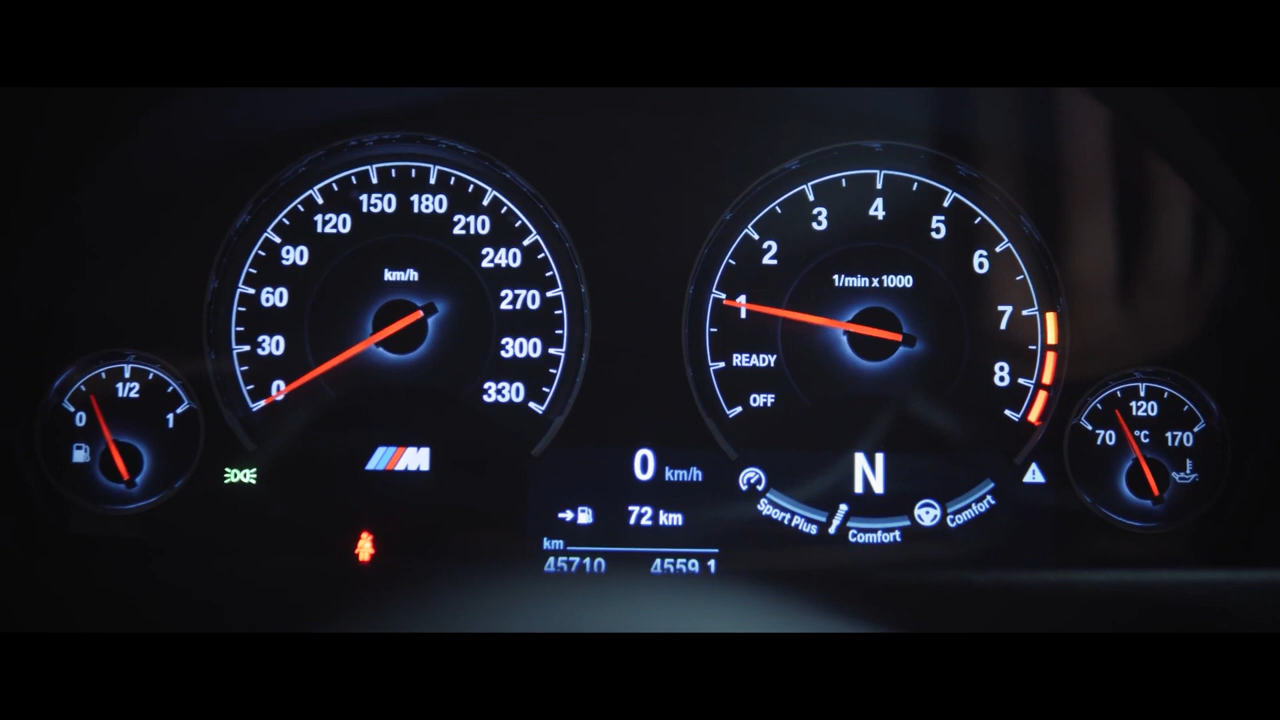 0
30
60
90
120
150
180
210
240
270
300
330
km/h
OFF
READY
1
2
3
4
5
6
7
8
1/min x 1000
0
1/2
1
M
0 km/h
72 km
km
45710 4559.1
N
Sport Plus
Comfort
Comfort
70
120
170
°C